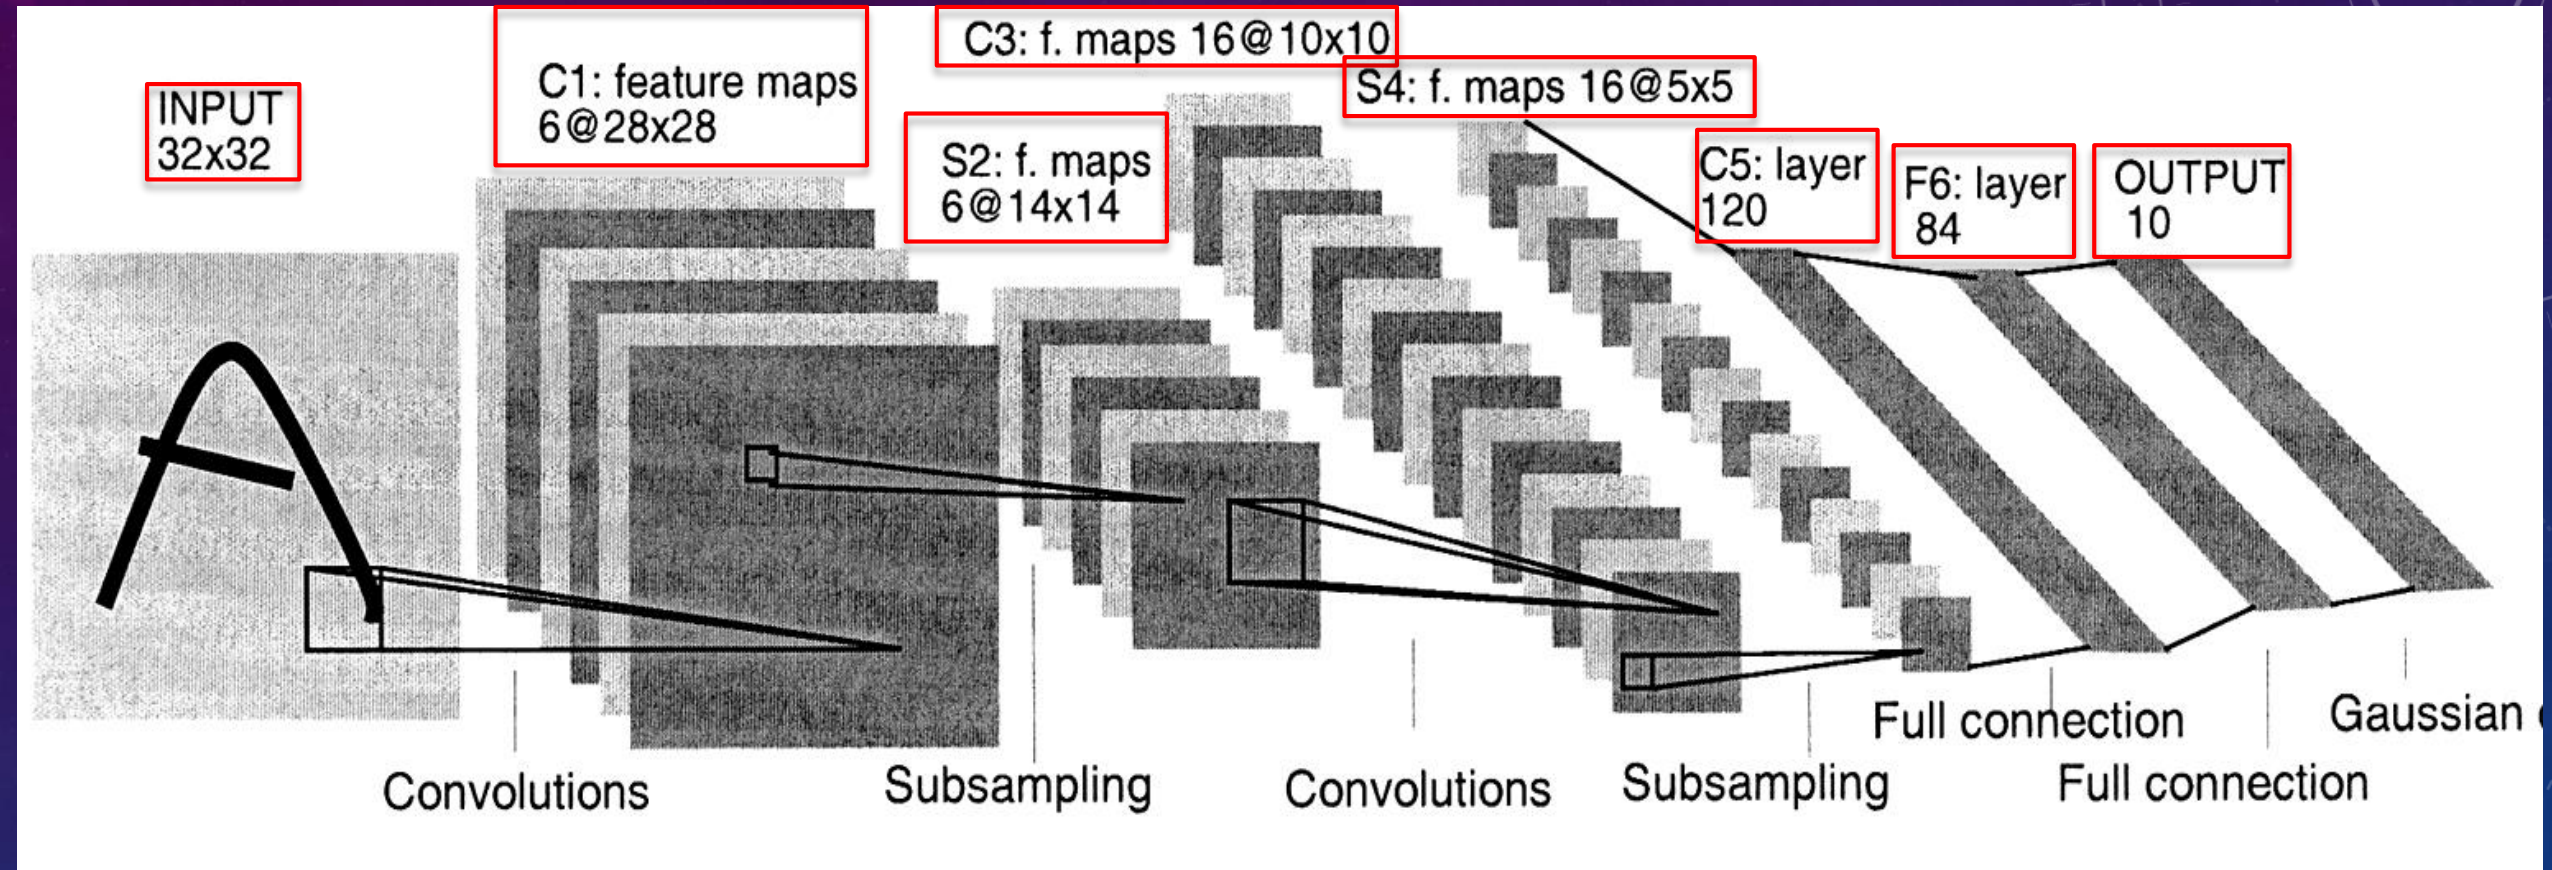 INPUT
32x32
C1: feature maps
6@28x28
S2: f. maps
6@14x14
C3: f. maps 16@10x10
S4: f. maps 16@5x5
C5: layer
120
F6: layer
84
OUTPUT
10
Convolutions
Subsampling
Convolutions
Subsampling
Full connection
Full connection
Gaussian